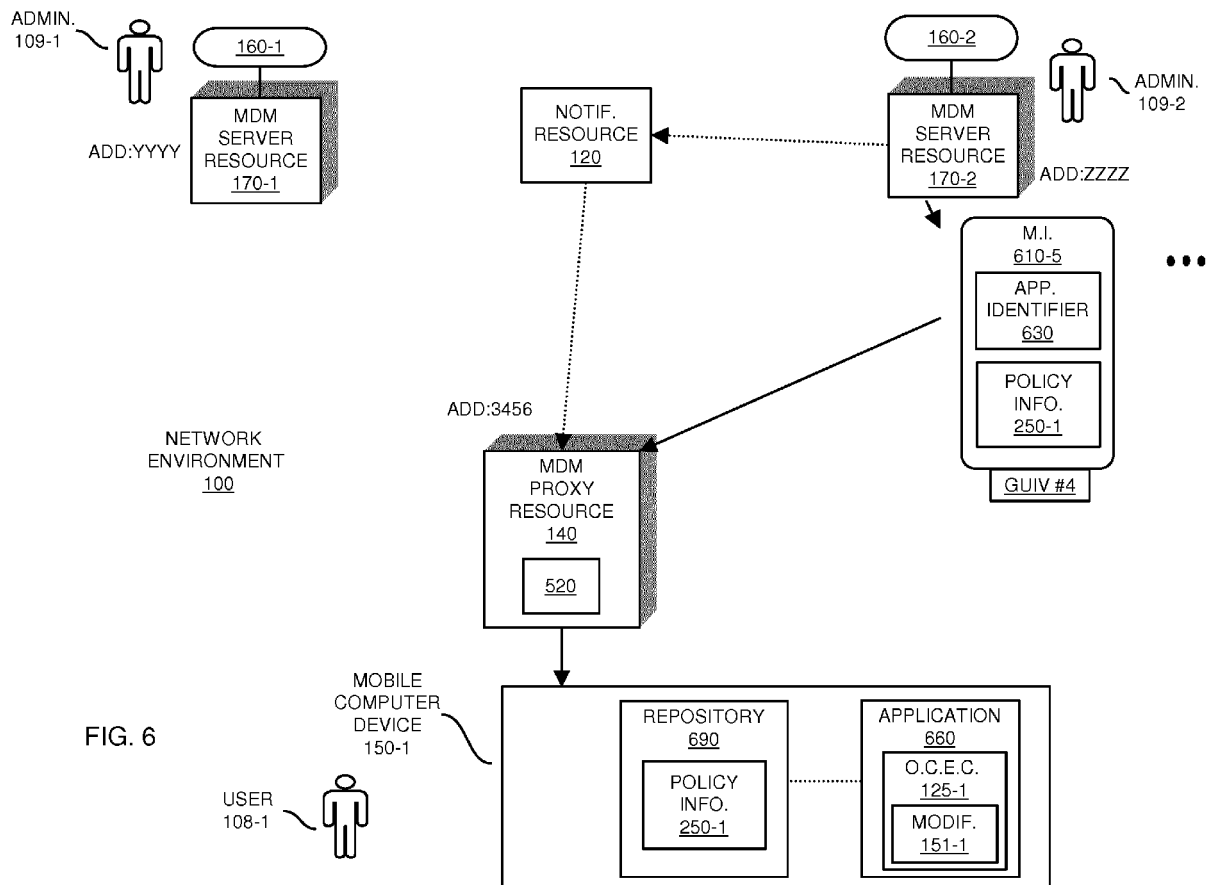 ADMIN.
109-1
160-1
MDM
SERVER
RESOURCE
170-1
ADD:YYYY
NOTIF.
RESOURCE
120
160-2
MDM
SERVER
RESOURCE
170-2
ADMIN.
109-2
ADD:ZZZZ
M.I.
610-5
APP.
IDENTIFIER
630
POLICY
INFO.
250-1
GUIV #4
NETWORK
ENVIRONMENT
100
ADD:3456
MDM
PROXY
RESOURCE
140
520
MOBILE
COMPUTER
DEVICE
150-1
REPOSITORY
690
POLICY
INFO.
250-1
APPLICATION
660
O.C.E.C.
125-1
MODIF.
151-1
FIG. 6
USER
108-1